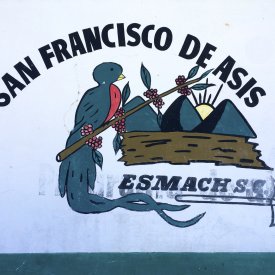 SAN FRANCISCO DE ASIS
ESMACH S.C.